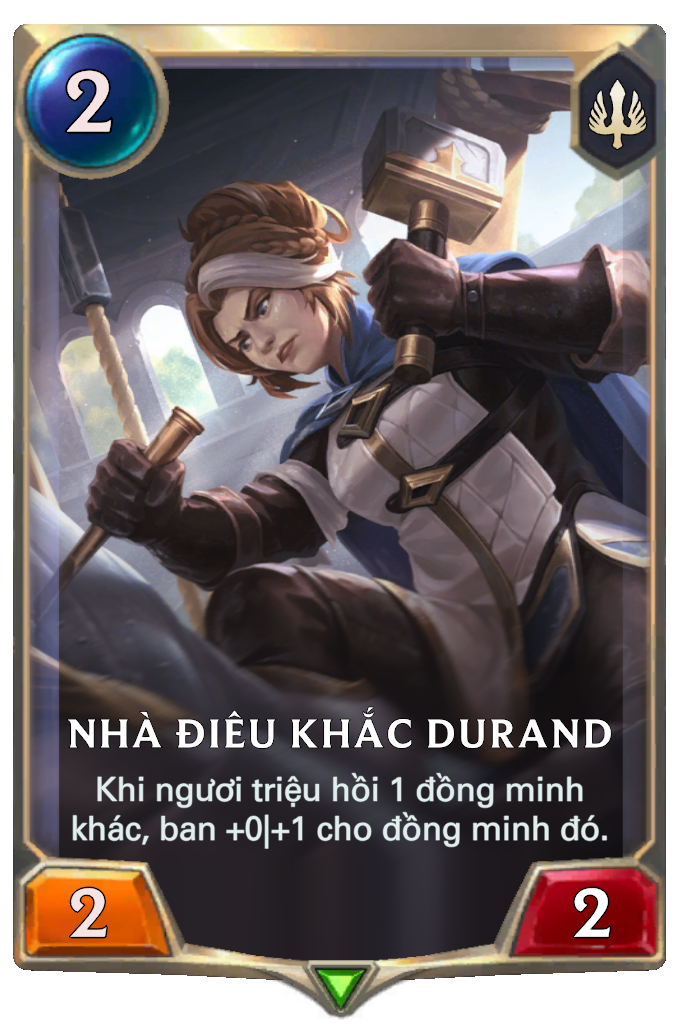 2
NHÀ ĐIÊU KHẮC DURAND
Khi ngươi triệu hồi 1 đồng minh
khác, ban +0|+1 cho đồng minh đó.
2
2